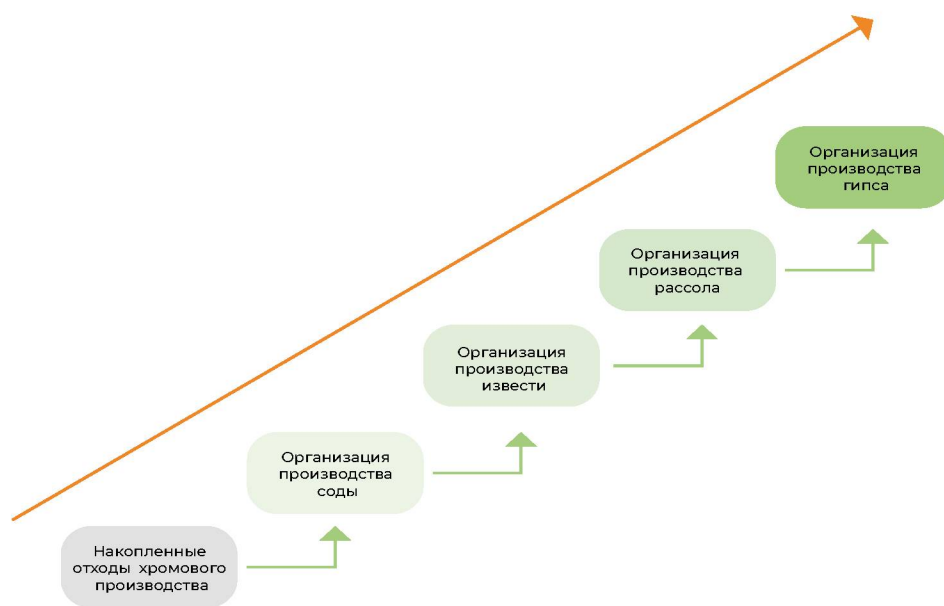 Организация
производства
гипса
Организация
производства
рассола
Организация
производства
извести
Организация
производства
соды
Накопленные
отходы хромового
производства